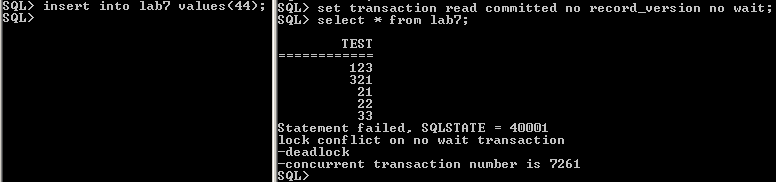 SQL> insert into lab7 values(44);
SQL>
SQL> set transaction read committed no record_version no wait;
SQL> select * from lab7;
TEST
============
123
321
21
22
33
Statement failed, SQLSTATE = 40001
lock conflict on no wait transaction
-deadlock
-concurrent transaction number is 7261
SQL>